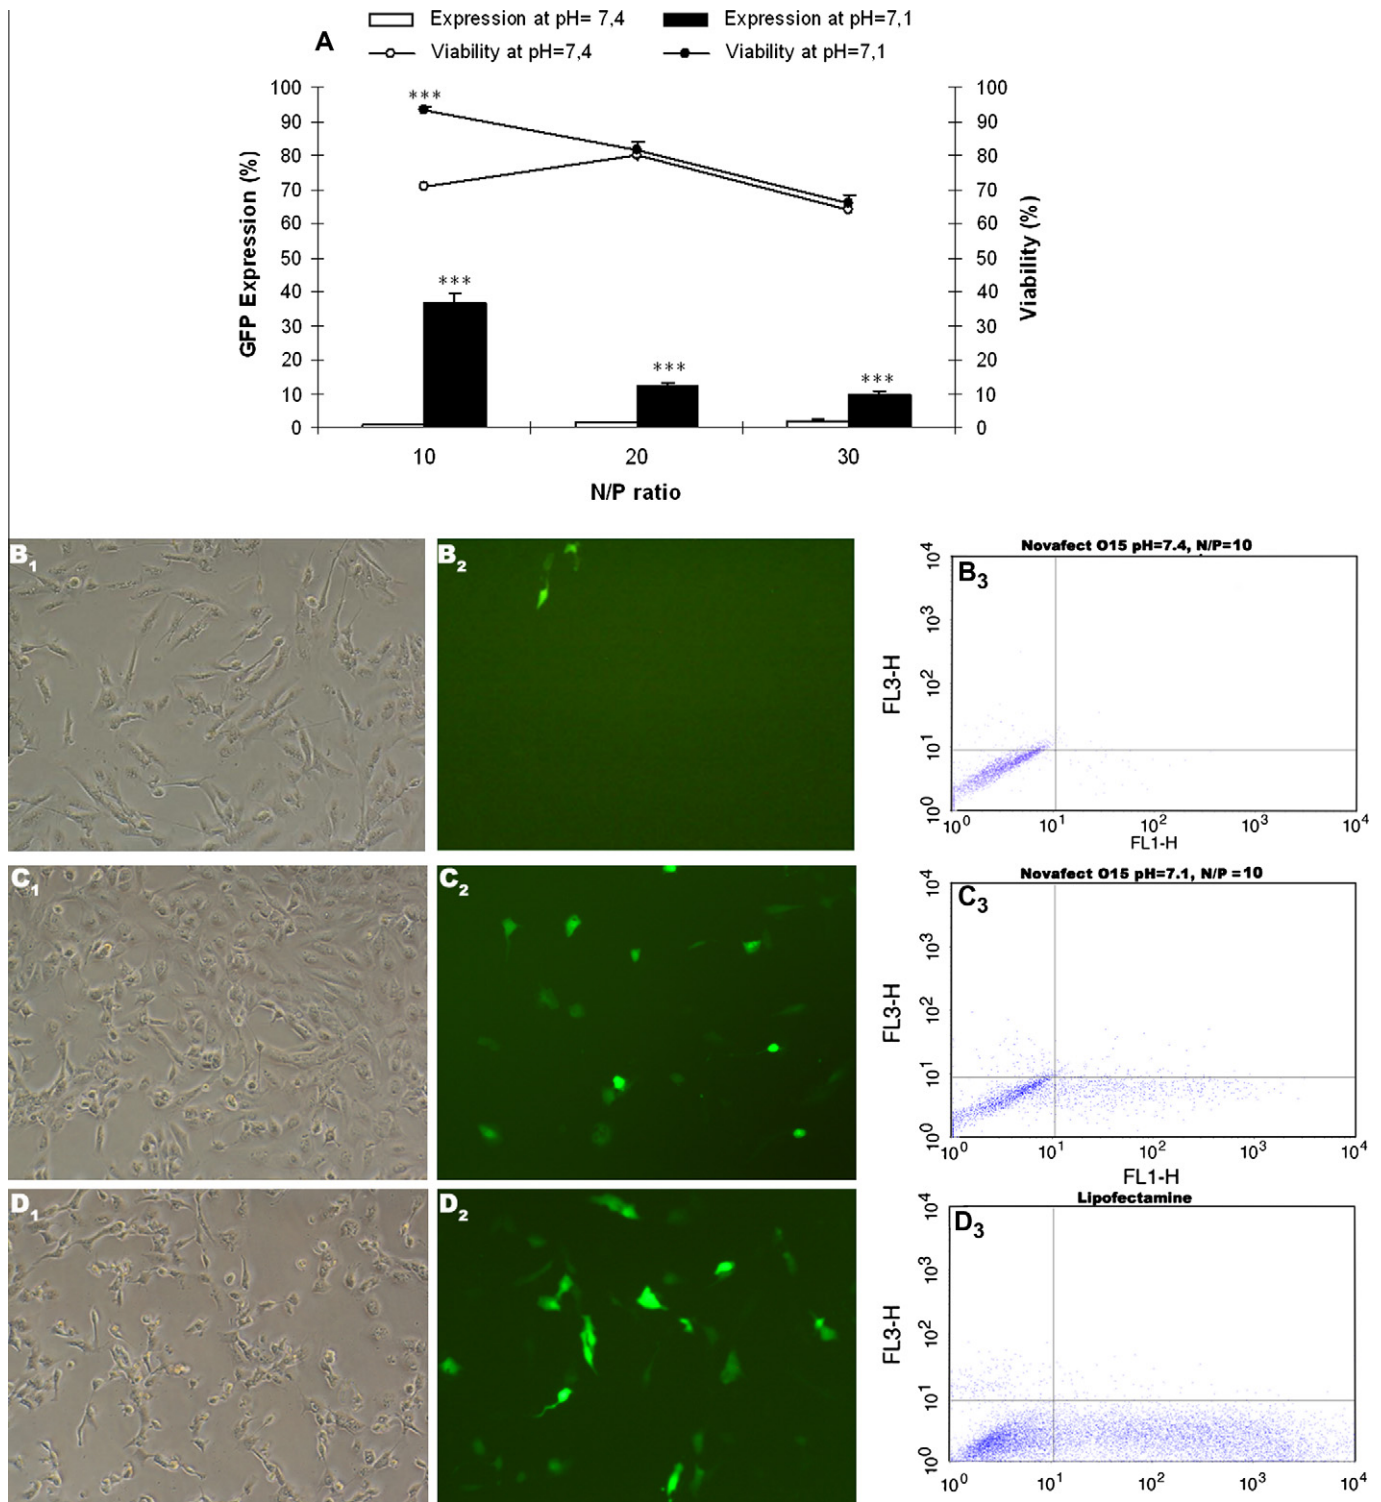 Expression at pH= 7,4
Expression at pH=7,1
Viability at pH=7,4
Viability at pH=7,1
A
***
***
***
***
100
90
80
70
60
50
40
30
20
10
0
GFP Expression (%)
100
90
80
70
60
50
40
30
20
10
0
Viability (%)
10 20 30
N/P ratio
B1
B2
Novafect O15 pH=7.4, N/P=10
B3
10^4
10^3
10^2
10^1
10^0
FL3-H
10^0 10^1 10^2 10^3 10^4
FL1-H
C1
C2
Novafect O15 pH=7.1, N/P =10
C3
10^4
10^3
10^2
10^1
10^0
FL3-H
10^0 10^1 10^2 10^3 10^4
FL1-H
D1
D2
Lipofectamine
D3
10^4
10^3
10^2
10^1
10^0
FL3-H
10^0 10^1 10^2 10^3 10^4